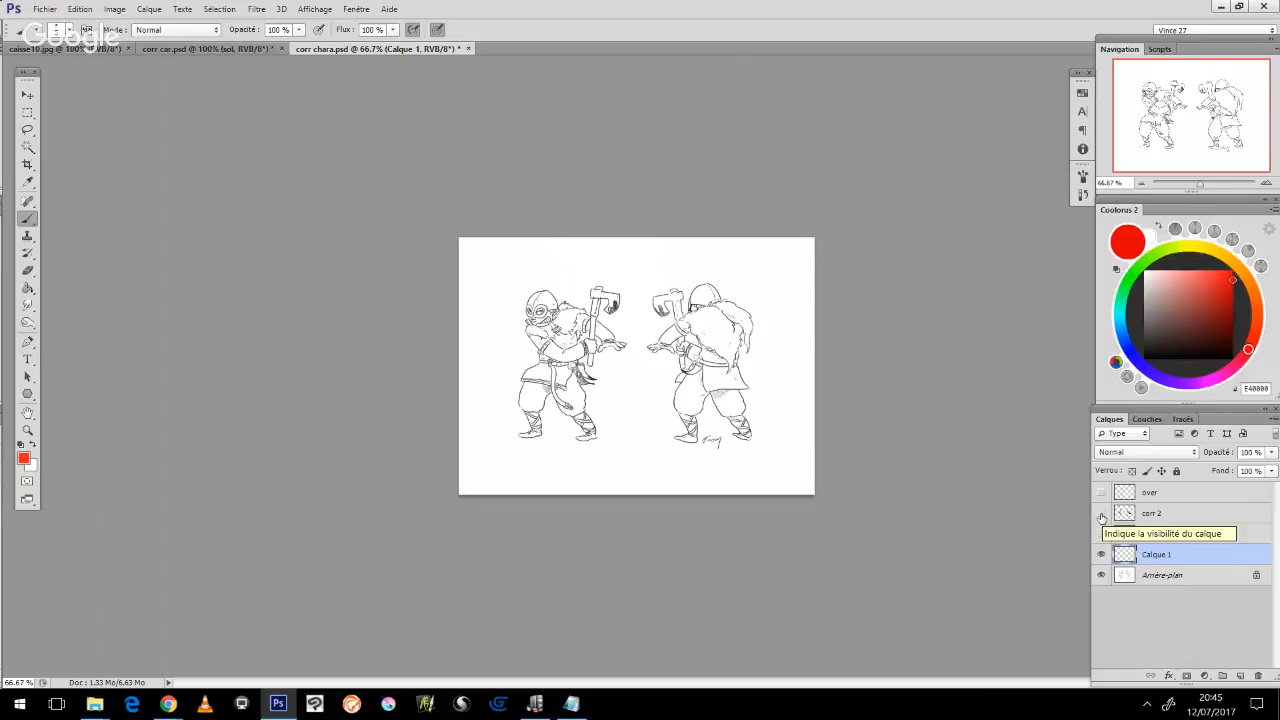 Ps Fichier Edition Image Calque Texte Sélection Filtre 3D Affichage Fenêtre Aide
Mode : Normal Opacité : 100 % Flux : 100 % Vince 27
Google
corr car.psd @ 100% (sol, RVB/8*) * × corr chara.psd @ 66.7% (Calque 1, RVB/8*) * ×
Navigation Scripts
66.67 %
Coolorus 2
# E40000
Calques Couches Tracés
Type
Normal Opacité : 100 %
Verrou : Fond : 100 %
over
corr 2
Indique la visibilité du calque
Calque 1
Arrière-plan
66.67 % Doc : 1.33 Mo/6.63 Mo
Ps
20:45
12/07/2017